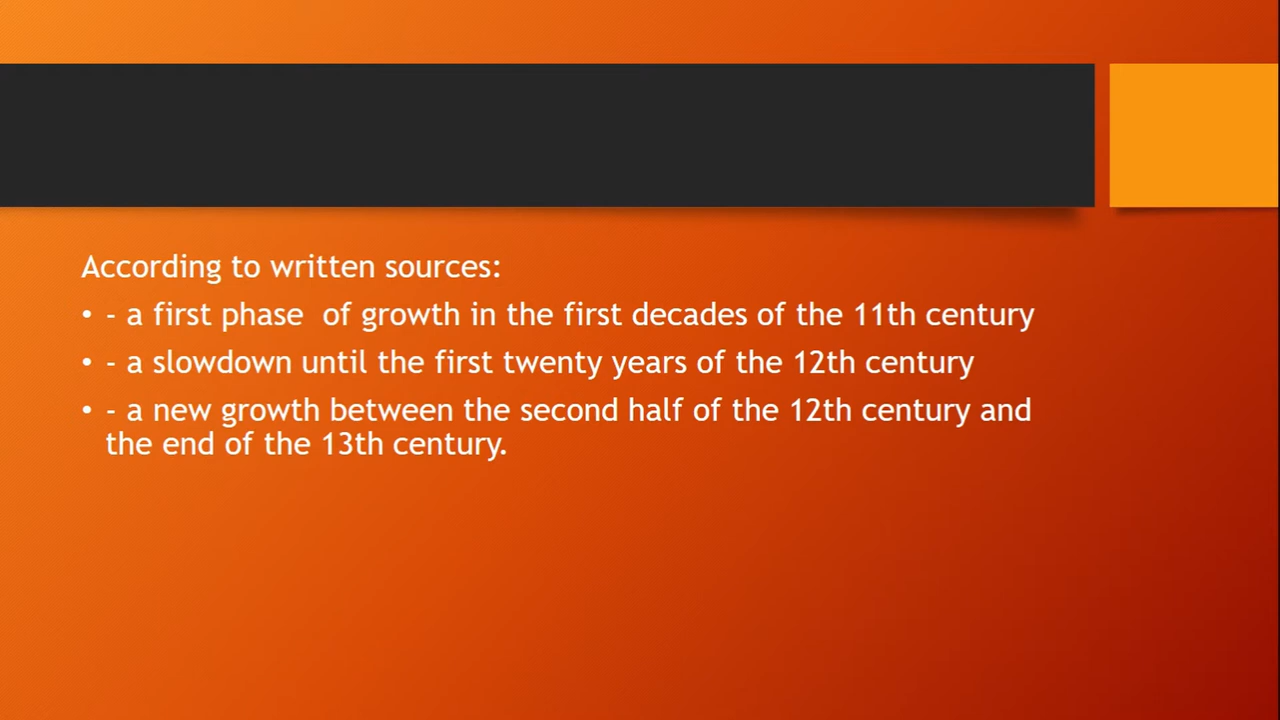 According to written sources:
• - a first phase  of growth in the first decades of the 11th century
• - a slowdown until the first twenty years of the 12th century
• - a new growth between the second half of the 12th century and
the end of the 13th century.